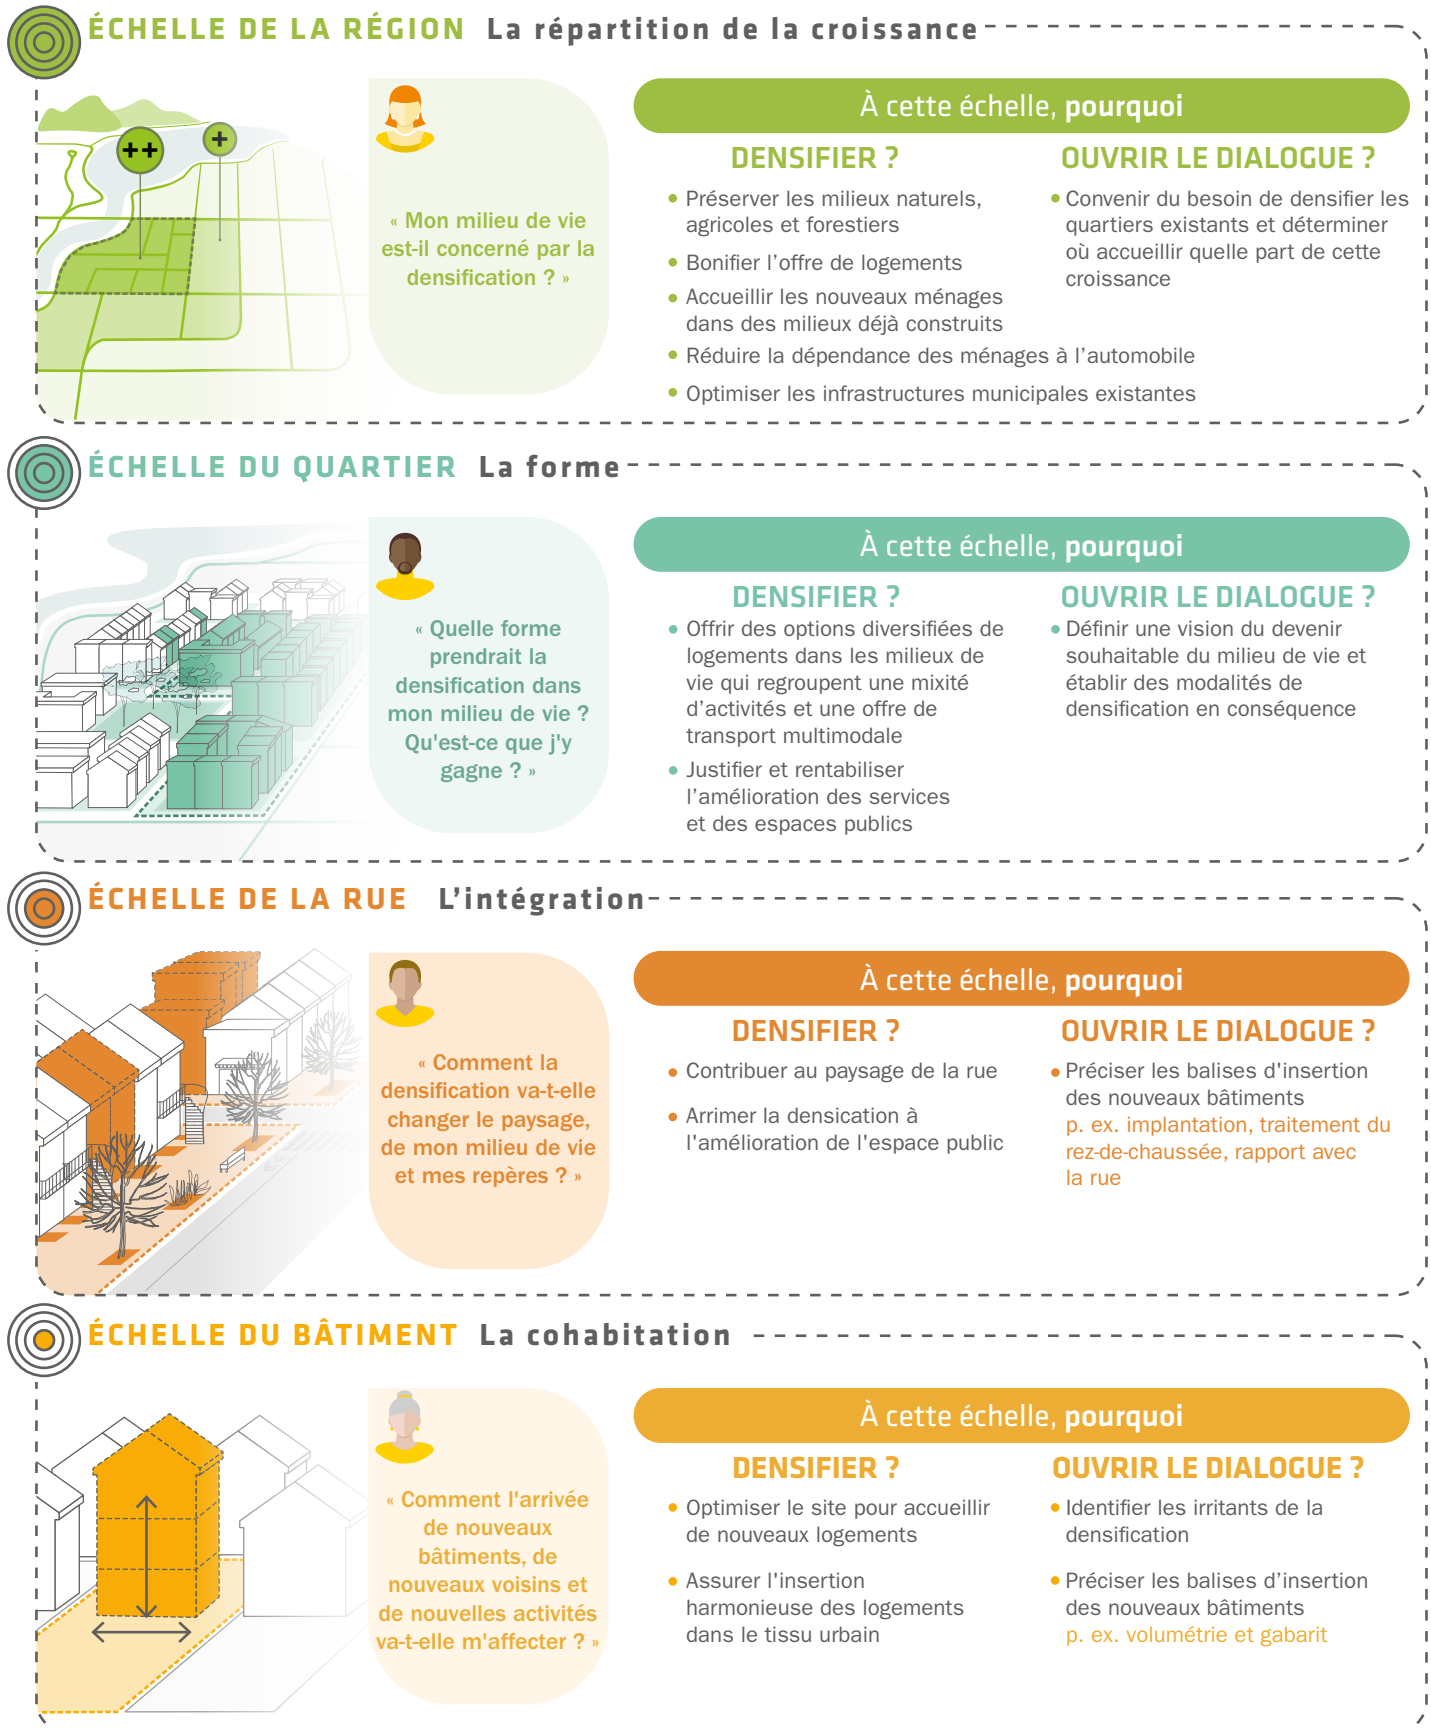 ÉCHELLE DE LA RÉGION La répartition de la croissance
++
+
« Mon milieu de vie
est-il concerné par la
densification ? »
À cette échelle, pourquoi
DENSIFIER ?
Préserver les milieux naturels,
agricoles et forestiers
Bonifier l’offre de logements
Accueillir les nouveaux ménages
dans des milieux déjà construits
Réduire la dépendance des ménages à l’automobile
Optimiser les infrastructures municipales existantes
OUVRIR LE DIALOGUE ?
Convenir du besoin de densifier les
quartiers existants et déterminer
où accueillir quelle part de cette
croissance
ÉCHELLE DU QUARTIER La forme
« Quelle forme
prendrait la
densification dans
mon milieu de vie ?
Qu'est-ce que j'y
gagne ? »
À cette échelle, pourquoi
DENSIFIER ?
Offrir des options diversifiées de
logements dans les milieux de
vie qui regroupent une mixité
d’activités et une offre de
transport multimodale
Justifier et rentabiliser
l’amélioration des services
et des espaces publics
OUVRIR LE DIALOGUE ?
Définir une vision du devenir
souhaitable du milieu de vie et
établir des modalités de
densification en conséquence
ÉCHELLE DE LA RUE L’intégration
« Comment la
densification va-t-elle
changer le paysage,
de mon milieu de vie
et mes repères ? »
À cette échelle, pourquoi
DENSIFIER ?
Contribuer au paysage de la rue
Arrimer la densication à
l'amélioration de l'espace public
OUVRIR LE DIALOGUE ?
Préciser les balises d'insertion
des nouveaux bâtiments
p. ex. implantation, traitement du
rez-de-chaussée, rapport avec
la rue
ÉCHELLE DU BÂTIMENT La cohabitation
« Comment l'arrivée
de nouveaux
bâtiments, de
nouveaux voisins et
de nouvelles activités
va-t-elle m'affecter ? »
À cette échelle, pourquoi
DENSIFIER ?
Optimiser le site pour accueillir
de nouveaux logements
Assurer l'insertion
harmonieuse des logements
dans le tissu urbain
OUVRIR LE DIALOGUE ?
Identifier les irritants de la
densification
Préciser les balises d’insertion
des nouveaux bâtiments
p. ex. volumétrie et gabarit